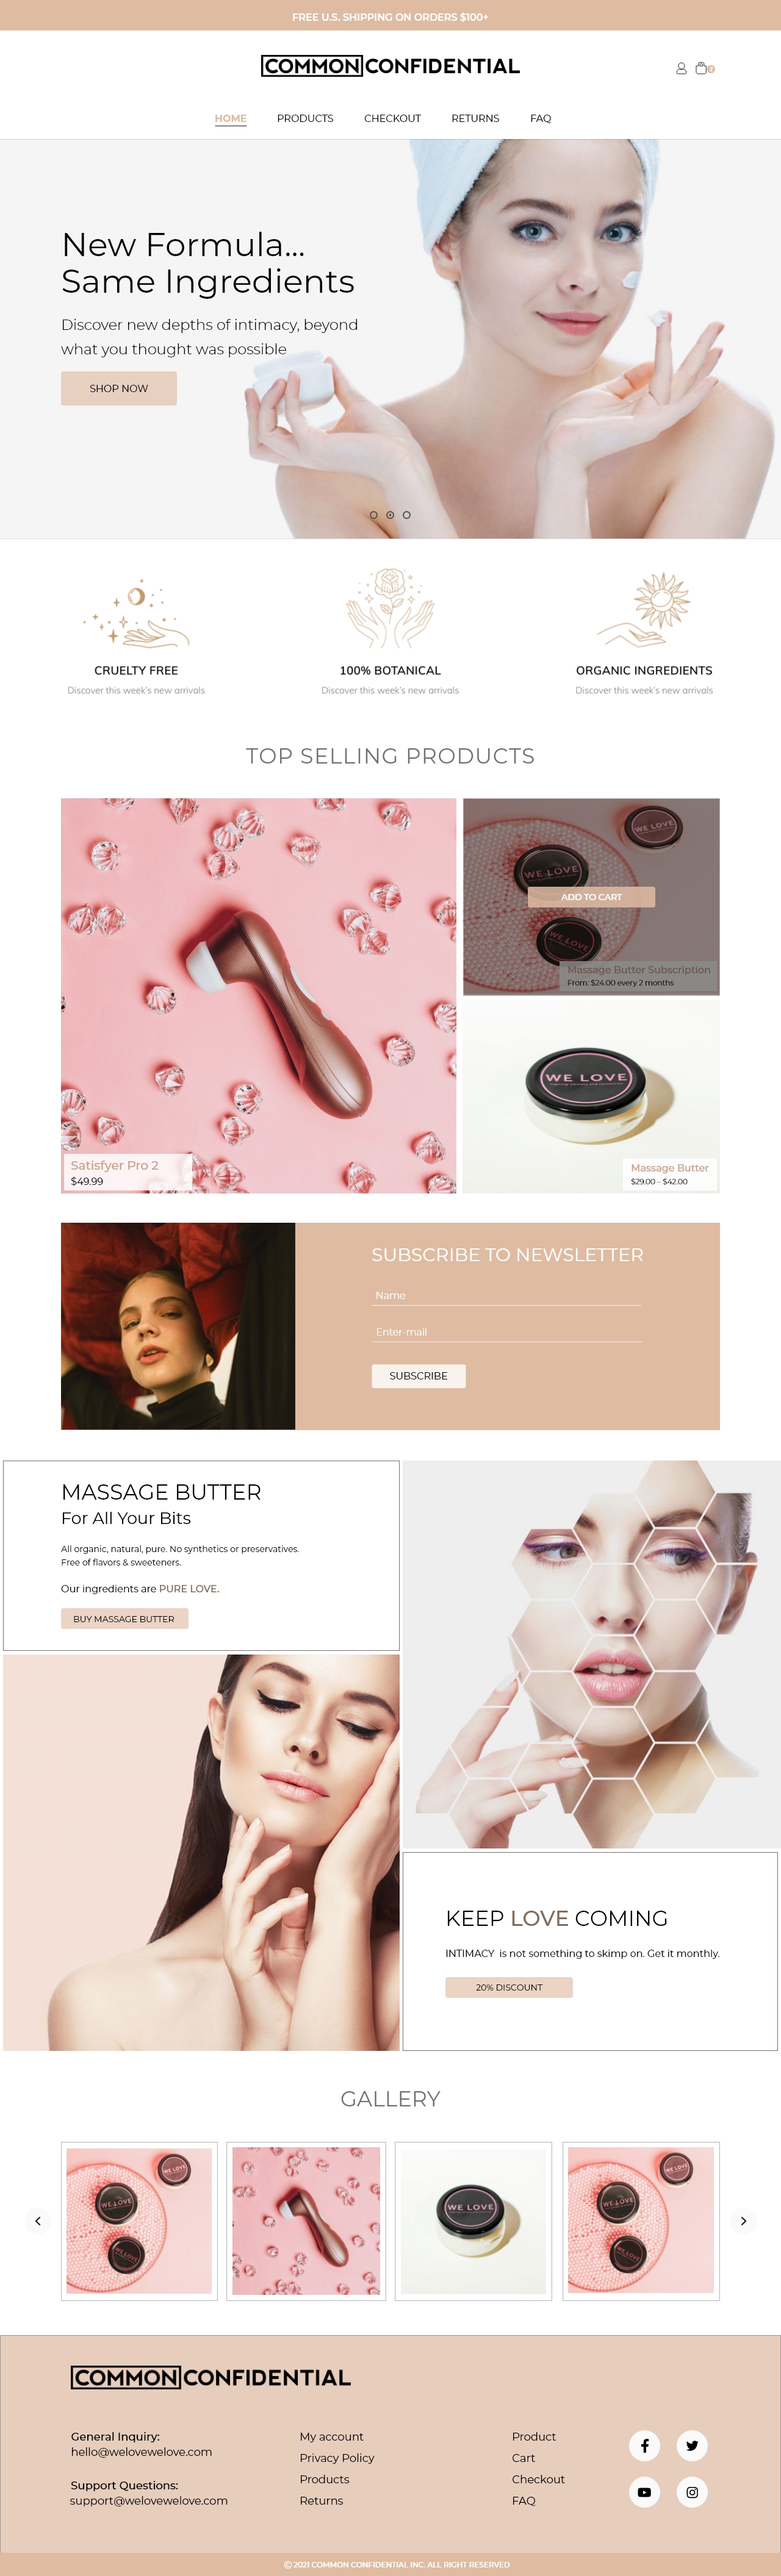 FREE U.S. SHIPPING ON ORDERS $100+
COMMON CONFIDENTIAL
2
HOME PRODUCTS CHECKOUT RETURNS FAQ
New Formula...
Same Ingredients
Discover new depths of intimacy, beyond
what you thought was possible
SHOP NOW
CRUELTY FREE
Discover this week's new arrivals
100% BOTANICAL
Discover this week's new arrivals
ORGANIC INGREDIENTS
Discover this week's new arrivals
TOP SELLING PRODUCTS
Satisfyer Pro 2
$49.99
WE LOVE
WE LOVE
WE LOVE
ADD TO CART
Massage Butter Subscription
From: $24.00 every 2 months
WE LOVE
Massage Butter
$29.00 – $42.00
SUBSCRIBE TO NEWSLETTER
Name
Enter-mail
SUBSCRIBE
MASSAGE BUTTER
For All Your Bits
All organic, natural, pure. No synthetics or preservatives.
Free of flavors & sweeteners.
Our ingredients are PURE LOVE.
BUY MASSAGE BUTTER
KEEP LOVE COMING
INTIMACY is not something to skimp on. Get it monthly.
20% DISCOUNT
GALLERY
WE LOVE
WE LOVE
WE LOVE
WE LOVE
WE LOVE
WE LOVE
WE LOVE
COMMON CONFIDENTIAL
General Inquiry:
hello@welovewelove.com
Support Questions:
support@welovewelove.com
My account
Privacy Policy
Products
Returns
Product
Cart
Checkout
FAQ
© 2021 COMMON CONFIDENTIAL INC. ALL RIGHT RESERVED